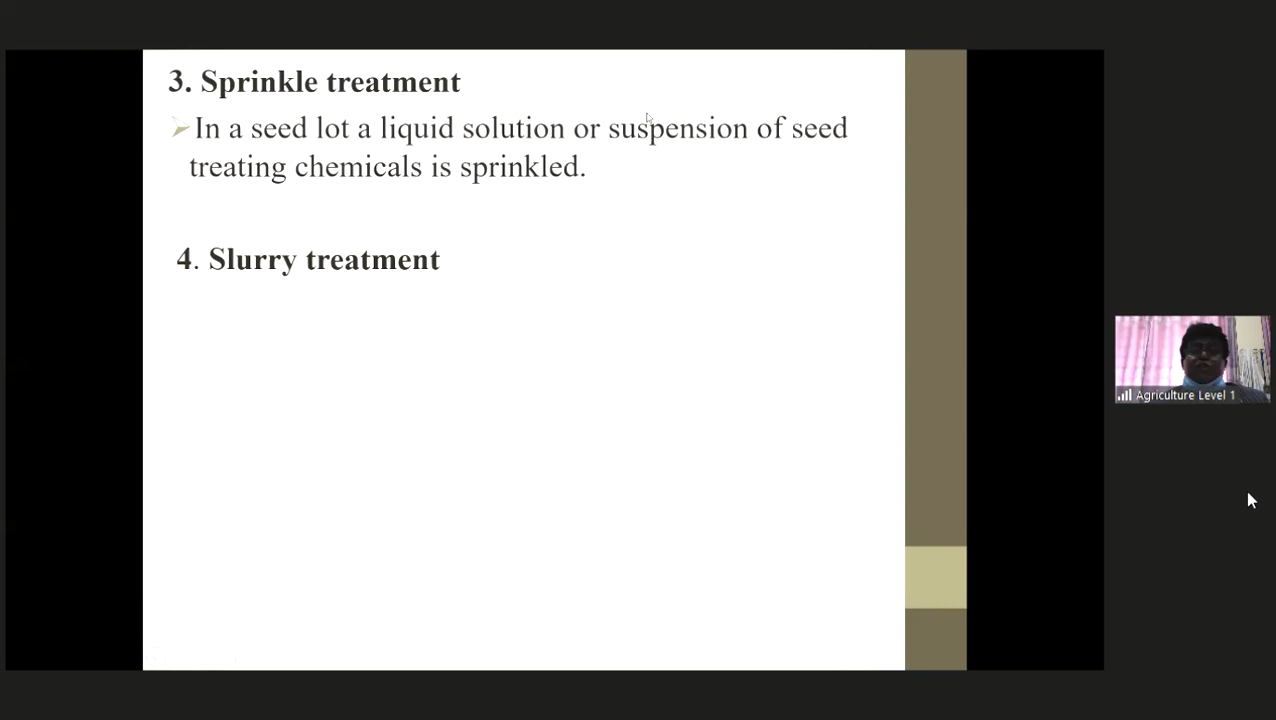 3. Sprinkle treatment
In a seed lot a liquid solution or suspension of seed
treating chemicals is sprinkled.
4. Slurry treatment
Agriculture Level 1